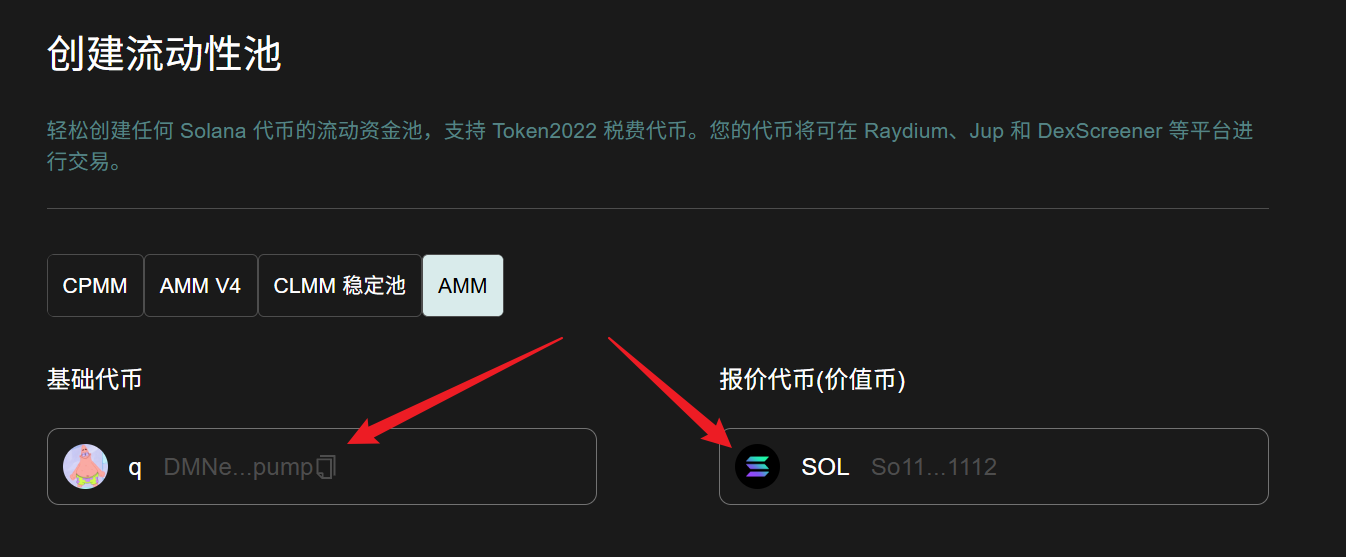 创建流动性池
轻松创建任何 Solana 代币的流动资金池，支持 Token2022 税费代币。您的代币将可在 Raydium、Jup 和 DexScreener 等平台进
行交易。
CPMM AMM V4 CLMM 稳定池 AMM
基础代币 报价代币(价值币)
q DMNe...pump SOL So11...1112